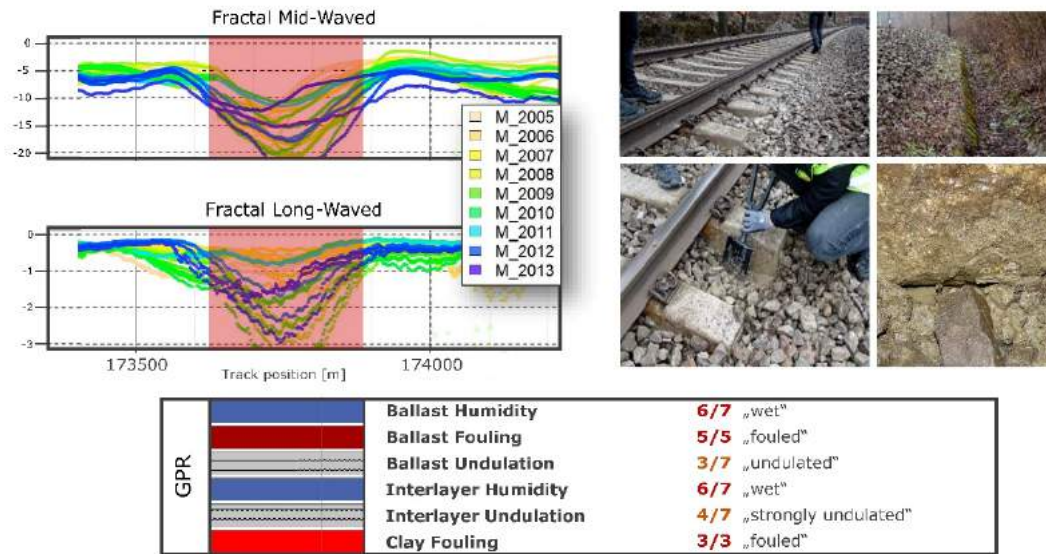 Fractal Mid-Waved
0
-5
-10
-15
-20
M_2005
M_2006
M_2007
M_2008
M_2009
M_2010
M_2011
M_2012
M_2013
Fractal Long-Waved
0
-1
-2
-3
173500 174000
Track position [m]
GPR
Ballast Humidity 6/7 „wet“
Ballast Fouling 5/5 „fouled“
Ballast Undulation 3/7 „undulated“
Interlayer Humidity 6/7 „wet“
Interlayer Undulation 4/7 „strongly undulated“
Clay Fouling 3/3 „fouled“